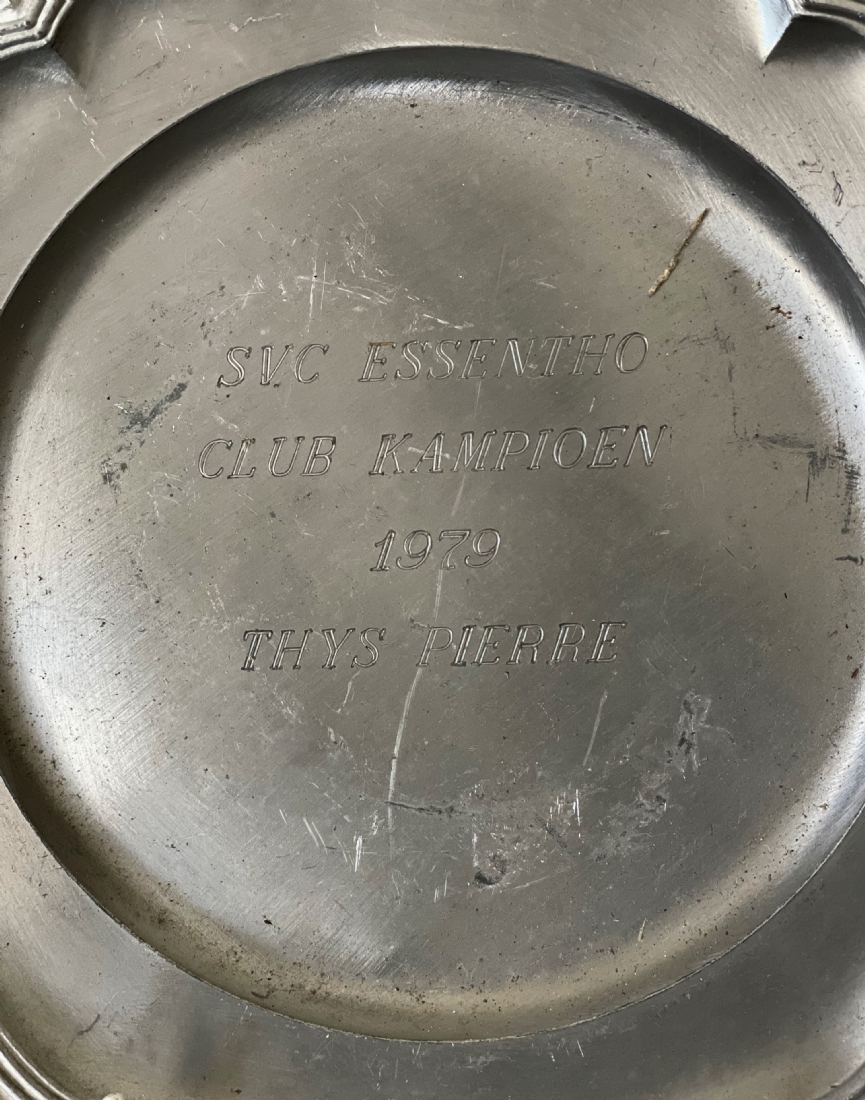 SVC ESSENTHO
CLUB KAMPIOEN
1979
THYS PIERRE